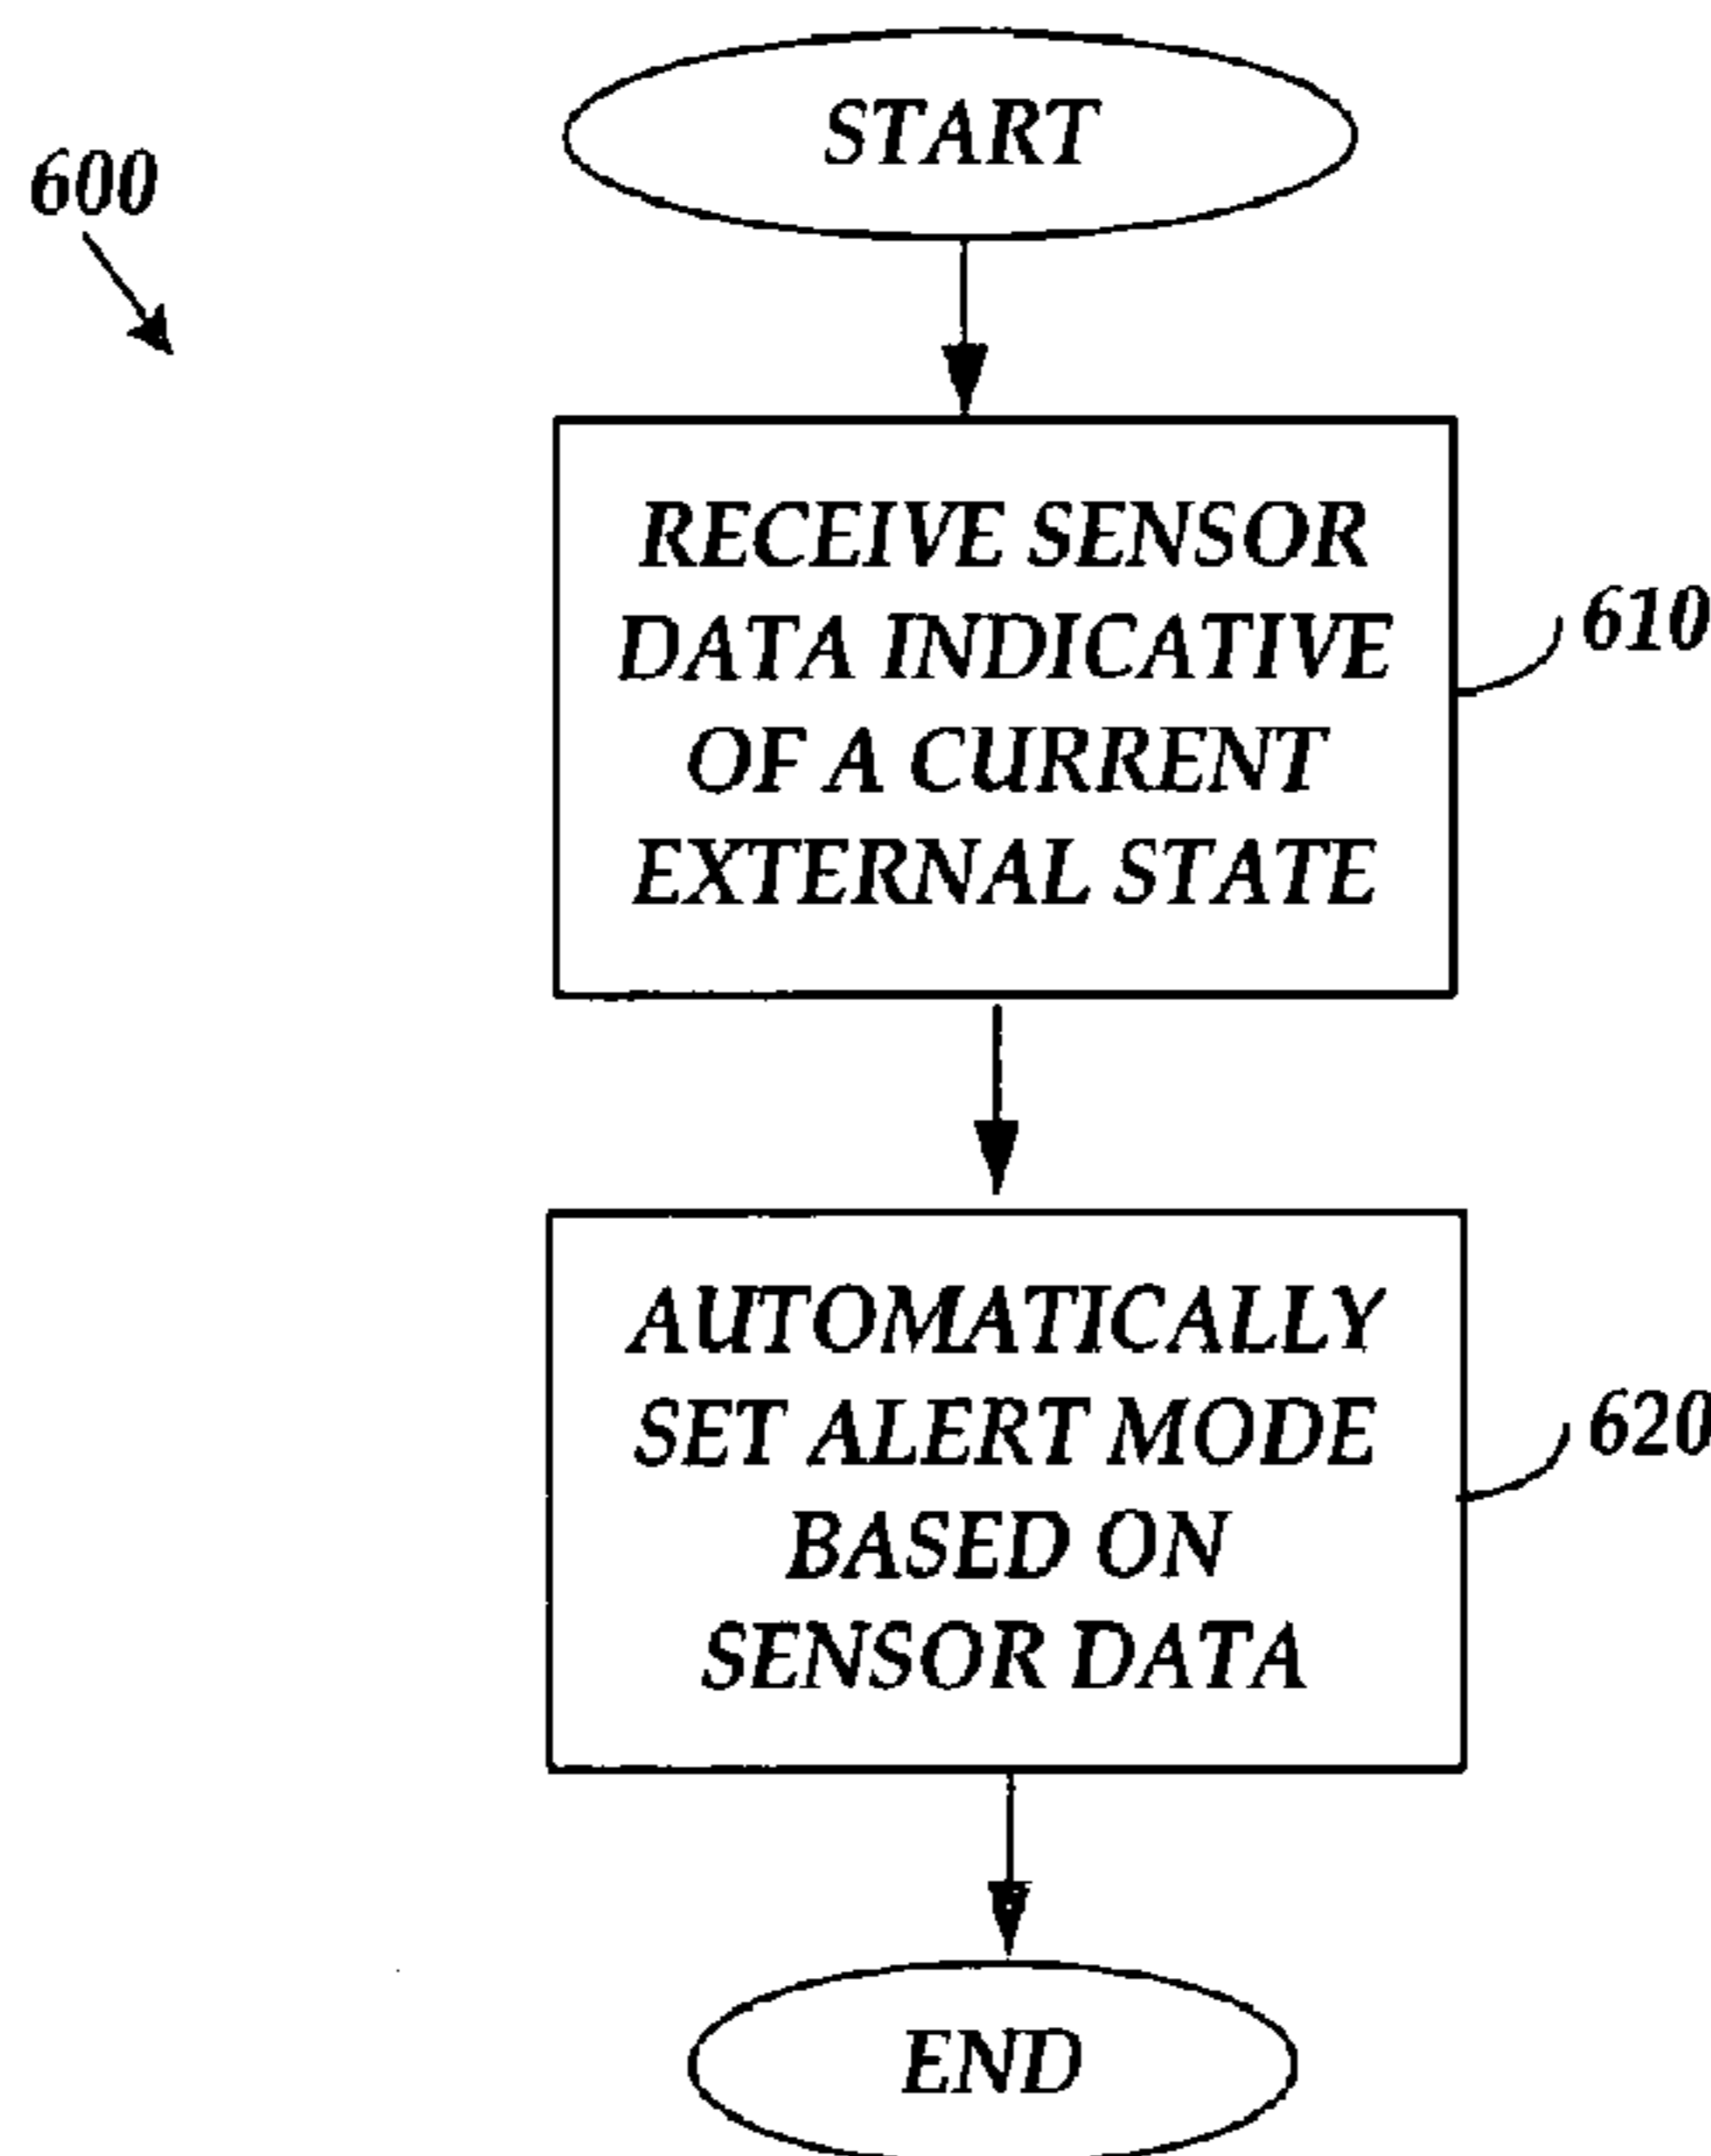 START
600
RECEIVE SENSOR
DATA INDICATIVE
OF A CURRENT
EXTERNAL STATE
610
AUTOMATICALLY
SET ALERT MODE
BASED ON
SENSOR DATA
620
END